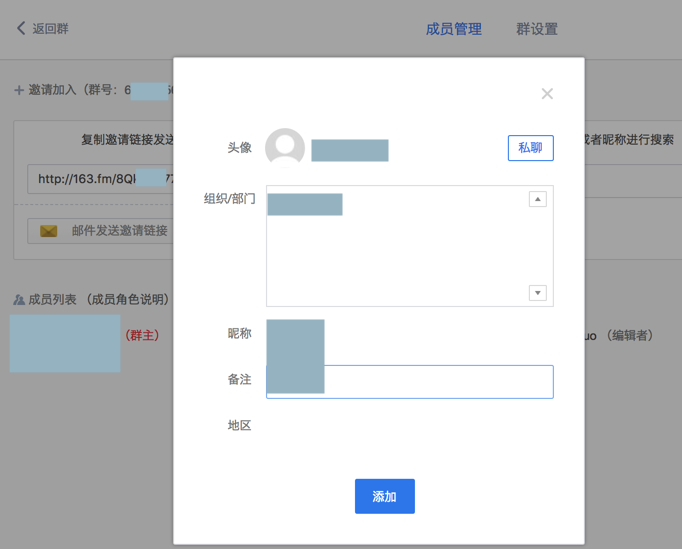 返回群
成员管理
群设置
邀请加入（群号：6
复制邀请链接发送
或者昵称进行搜索
http://163.fm/8Q
邮件发送邀请链接
成员列表 （成员角色说明）
（群主）
uo （编辑者）
头像
私聊
组织/部门
昵称
备注
地区
添加